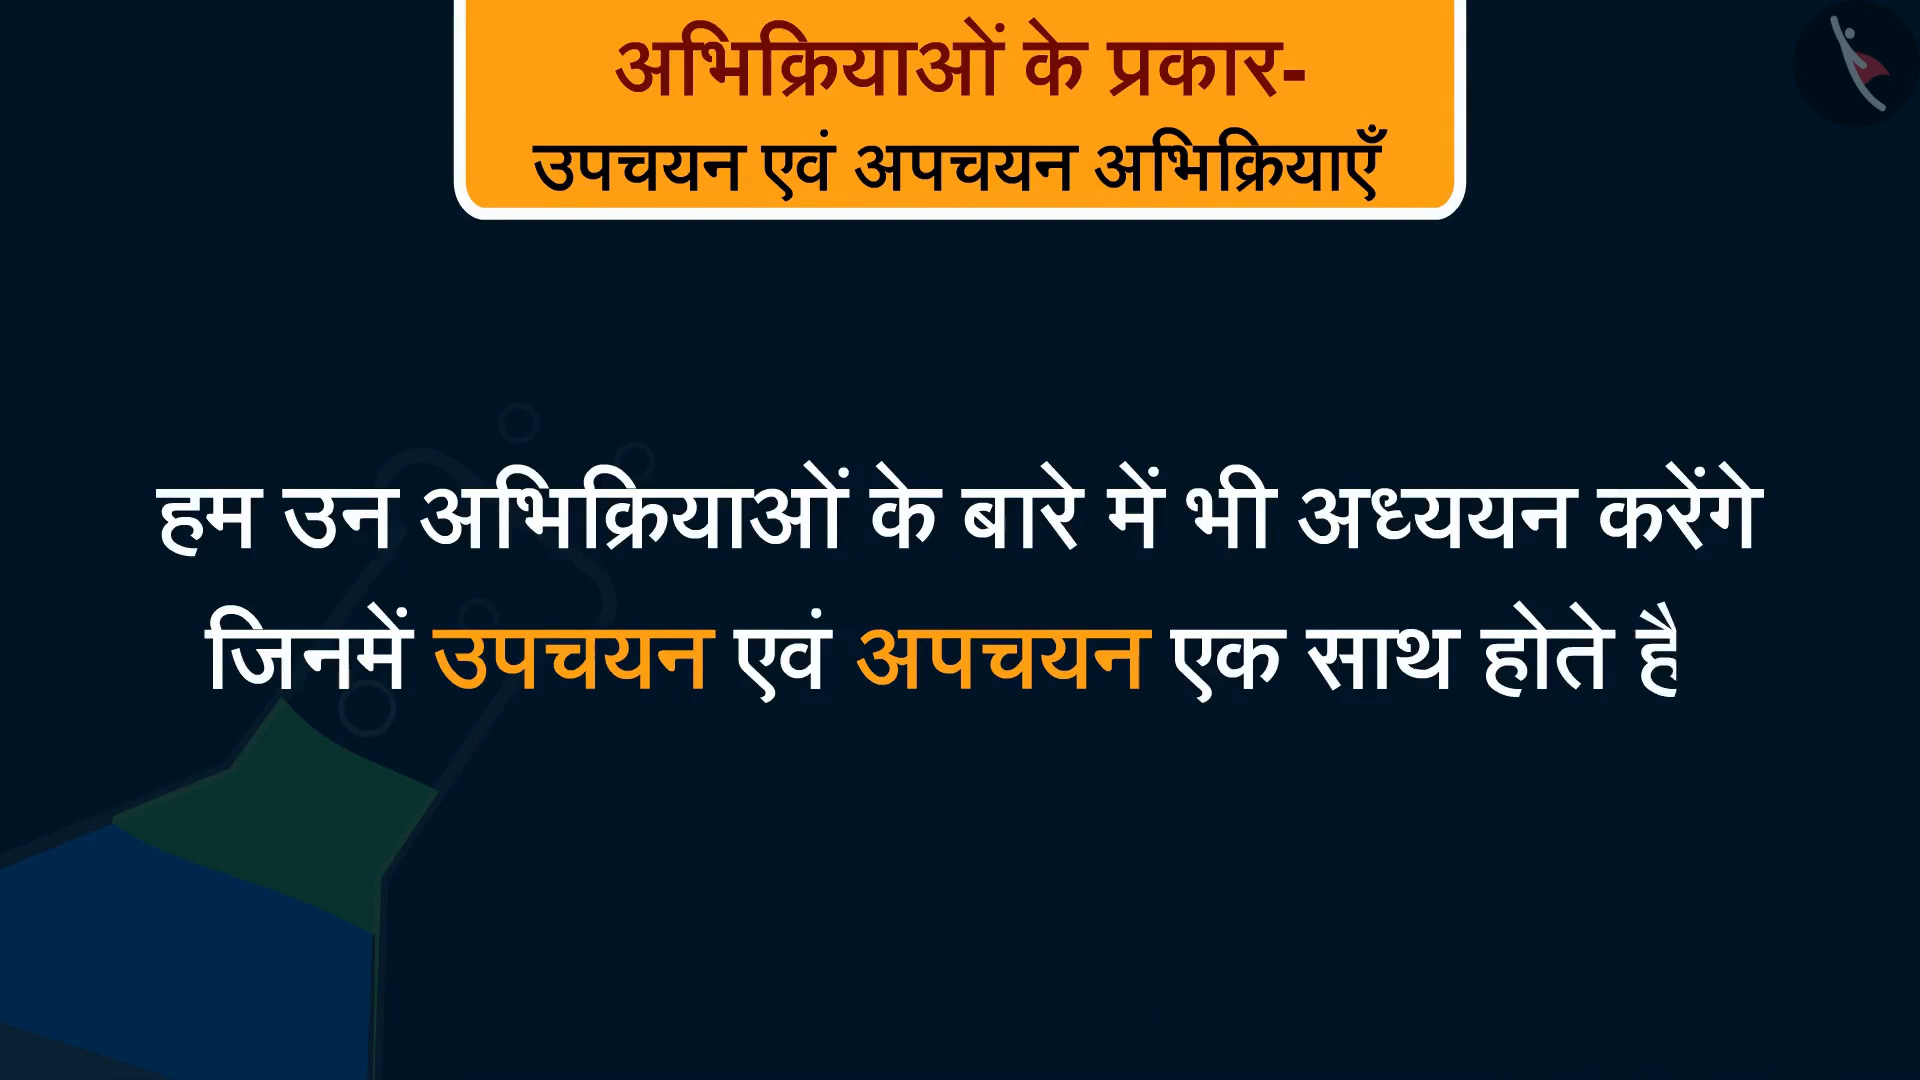 अभिक्रियाओं के प्रकार-
उपचयन एवं अपचयन अभिक्रियाएँ
हम उन अभिक्रियाओं के बारे में भी अध्ययन करेंगे
जिनमें उपचयन एवं अपचयन एक साथ होते है